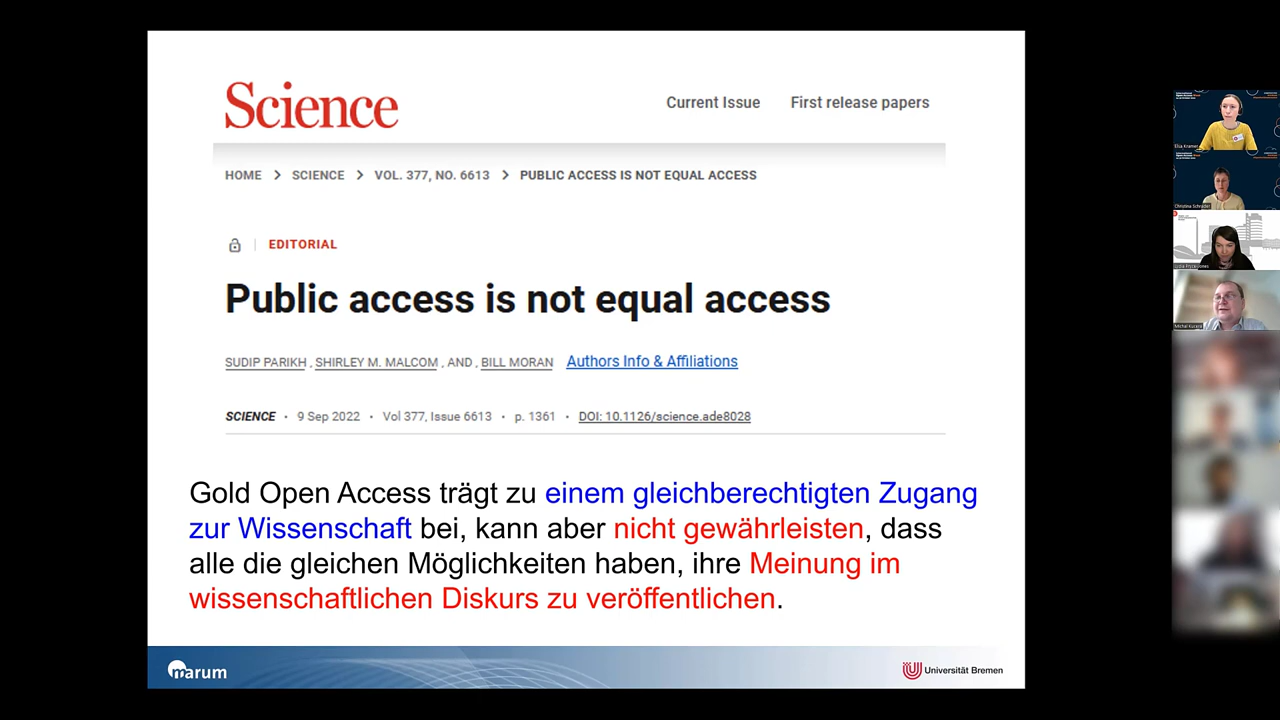 Science
Current Issue First release papers
HOME > SCIENCE > VOL. 377, NO. 6613 > PUBLIC ACCESS IS NOT EQUAL ACCESS
EDITORIAL
Public access is not equal access
SUDIP PARIKH , SHIRLEY M. MALCOM , AND , BILL MORAN Authors Info & Affiliations
SCIENCE • 9 Sep 2022 • Vol 377, Issue 6613 • p. 1361 • DOI: 10.1126/science.ade8028
Gold Open Access trägt zu einem gleichberechtigten Zugang
zur Wissenschaft bei, kann aber nicht gewährleisten, dass
alle die gleichen Möglichkeiten haben, ihre Meinung im
wissenschaftlichen Diskurs zu veröffentlichen.
marum
Universität Bremen